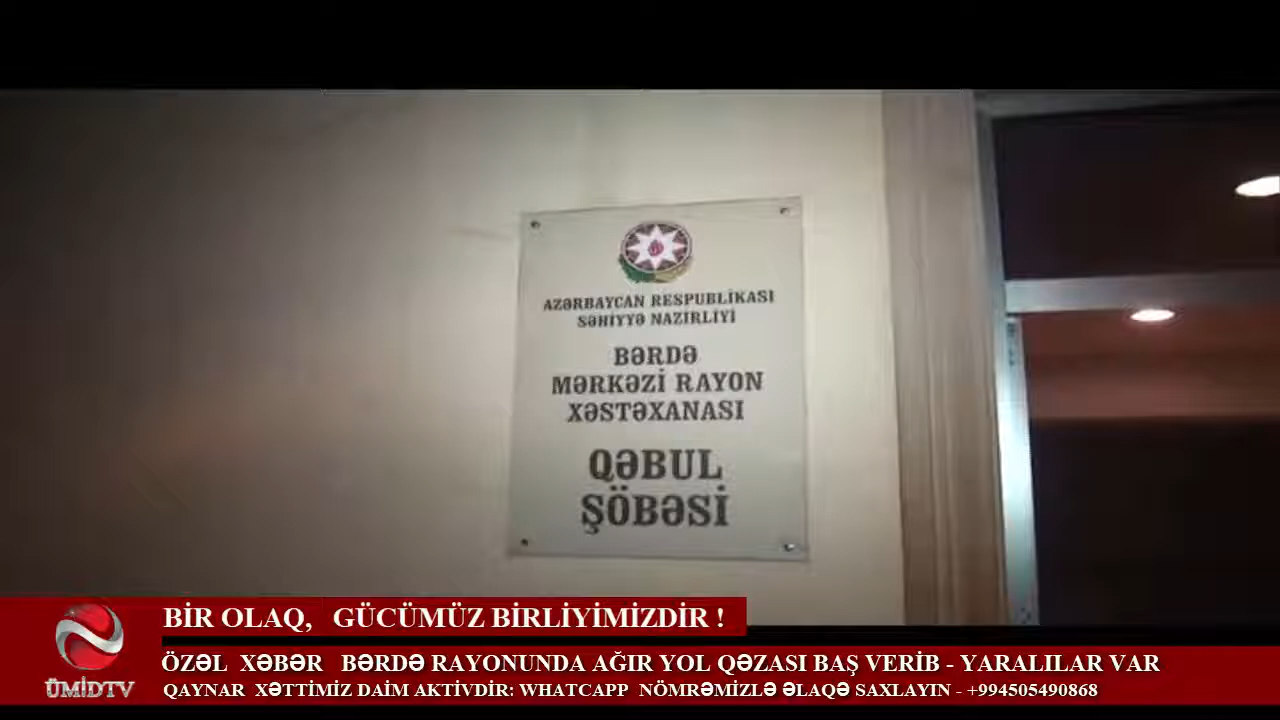 AZƏRBAYCAN RESPUBLİKASI
SƏHİYYƏ NAZİRLİYİ
BƏRDƏ
MƏRKƏZİ RAYON
XƏSTƏXANASI
QƏBUL
ŞÖBƏSİ
BİR OLAQ, GÜCÜMÜZ BİRLİYİMİZDİR !
ÖZƏL XƏBƏR BƏRDƏ RAYONUNDA AĞIR YOL QƏZASI BAŞ VERİB - YARALILAR VAR
QAYNAR XƏTTİMİZ DAİM AKTİVDİR: WHATCAPP NÖMRƏMİZLƏ ƏLAQƏ SAXLAYIN - +994505490868
ÜMİDTV